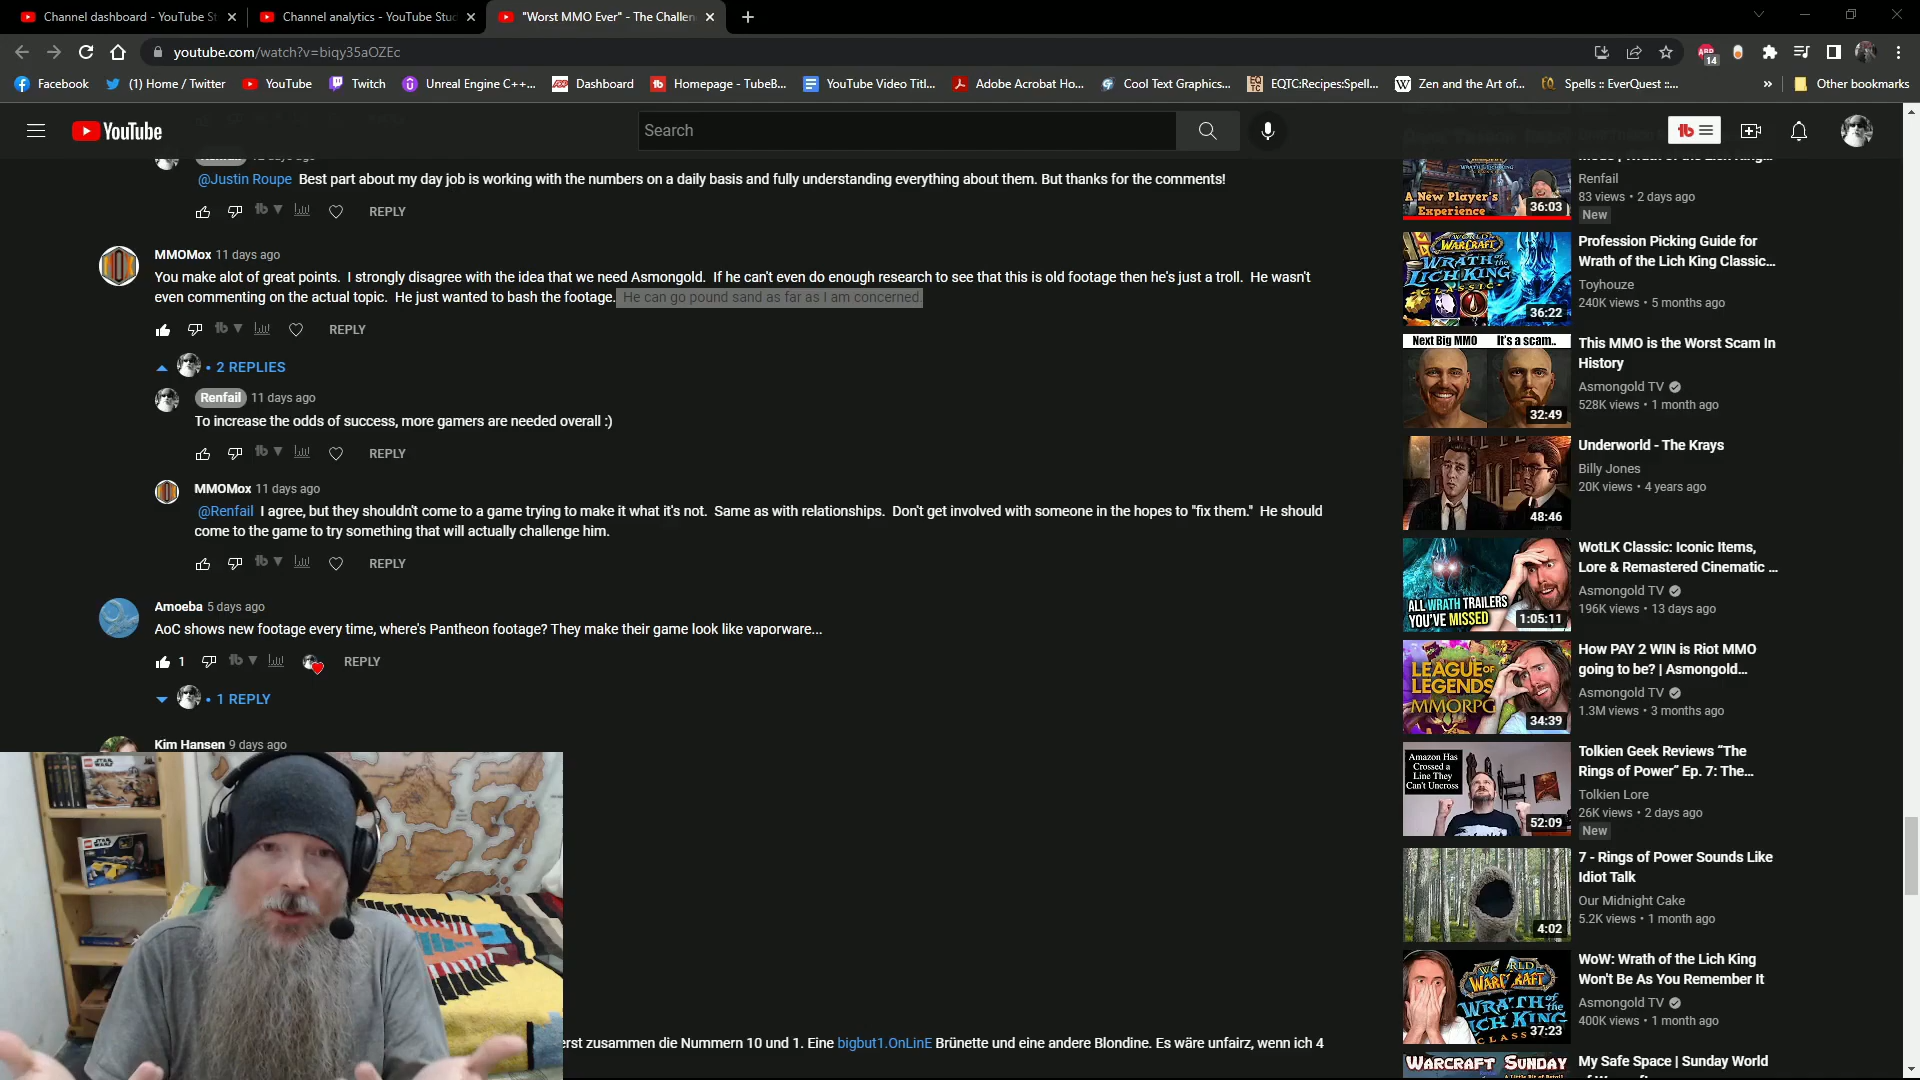 Channel dashboard - YouTube St
Channel analytics - YouTube Stuc
"Worst MMO Ever" - The Challen
youtube.com/watch?v=biqy35aOZEc
14
Facebook
(1) Home / Twitter
YouTube
Twitch
Unreal Engine C++...
Dashboard
Homepage - TubeB...
YouTube Video Titl...
Adobe Acrobat Ho...
Cool Text Graphics...
EQTC:Recipes:Spell...
Zen and the Art of...
Spells :: EverQuest ::...
Other bookmarks
YouTube
Search
@Justin Roupe Best part about my day job is working with the numbers on a daily basis and fully understanding everything about them. But thanks for the comments!
REPLY
MMOMox 11 days ago
You make alot of great points. I strongly disagree with the idea that we need Asmongold. If he can't even do enough research to see that this is old footage then he's just a troll. He wasn't
even commenting on the actual topic. He just wanted to bash the footage. He can go pound sand as far as I am concerned.
REPLY
• 2 REPLIES
Renfail 11 days ago
To increase the odds of success, more gamers are needed overall :)
REPLY
MMOMox 11 days ago
@Renfail I agree, but they shouldn't come to a game trying to make it what it's not. Same as with relationships. Don't get involved with someone in the hopes to "fix them." He should
come to the game to try something that will actually challenge him.
REPLY
Amoeba 5 days ago
AoC shows new footage every time, where's Pantheon footage? They make their game look like vaporware...
1
REPLY
• 1 REPLY
Kim Hansen 9 days ago
erst zusammen die Nummern 10 und 1. Eine bigbut1.OnLinE Brünette und eine andere Blondine. Es wäre unfairz, wenn ich 4
A New Player's
Experience
36:03
Renfail
83 views • 2 days ago
New
WORLD
WARCRAFT
WRATH of the
LICH KING
CLASSIC
36:22
Profession Picking Guide for
Wrath of the Lich King Classic...
Toyhouze
240K views • 5 months ago
Next Big MMO
It's a scam..
32:49
This MMO is the Worst Scam In
History
Asmongold TV
528K views • 1 month ago
48:46
Underworld - The Krays
Billy Jones
20K views • 4 years ago
ALL WRATH TRAILERS
YOU'VE MISSED
1:05:11
WotLK Classic: Iconic Items,
Lore & Remastered Cinematic ...
Asmongold TV
196K views • 13 days ago
LEAGUE OF
LEGENDS
MMORPG
34:39
How PAY 2 WIN is Riot MMO
going to be? | Asmongold...
Asmongold TV
1.3M views • 3 months ago
Amazon Has
Crossed a
Line They
Can't Uncross
52:09
Tolkien Geek Reviews “The
Rings of Power” Ep. 7: The...
Tolkien Lore
26K views • 2 days ago
New
4:02
7 - Rings of Power Sounds Like
Idiot Talk
Our Midnight Cake
5.2K views • 1 month ago
37:23
WoW: Wrath of the Lich King
Won't Be As You Remember It
Asmongold TV
400K views • 1 month ago
WARCRAFT SUNDAY
My Safe Space | Sunday World